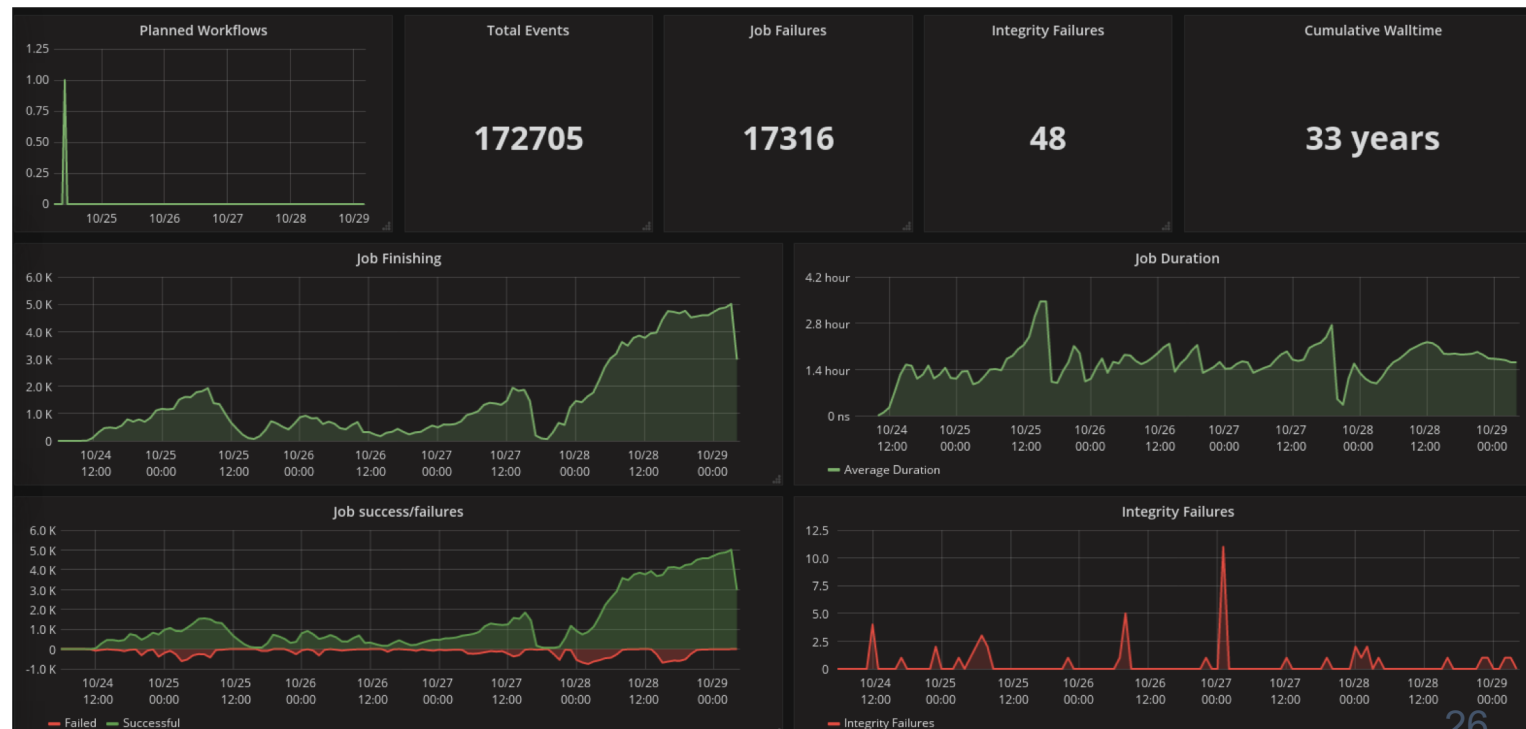 Planned Workflows
1.25
1.00
0.75
0.50
0.25
0
10/25 10/26 10/27 10/28 10/29
Total Events
172705
Job Failures
17316
Integrity Failures
48
Cumulative Walltime
33 years
Job Finishing
6.0 K
5.0 K
4.0 K
3.0 K
2.0 K
1.0 K
0
10/24 10/25 10/25 10/26 10/26 10/27 10/27 10/28 10/28 10/29
12:00 00:00 12:00 00:00 12:00 00:00 12:00 00:00 12:00 00:00
Job Duration
4.2 hour
2.8 hour
1.4 hour
0 ns
10/24 10/25 10/25 10/26 10/26 10/27 10/27 10/28 10/28 10/29
12:00 00:00 12:00 00:00 12:00 00:00 12:00 00:00 12:00 00:00
Average Duration
Job success/failures
6.0 K
5.0 K
4.0 K
3.0 K
2.0 K
1.0 K
0
-1.0 K
10/24 10/25 10/25 10/26 10/26 10/27 10/27 10/28 10/28 10/29
12:00 00:00 12:00 00:00 12:00 00:00 12:00 00:00 12:00 00:00
Failed Successful
Integrity Failures
12.5
10.0
7.5
5.0
2.5
0
10/24 10/25 10/25 10/26 10/26 10/27 10/27 10/28 10/28 10/29
12:00 00:00 12:00 00:00 12:00 00:00 12:00 00:00 12:00 00:00
Integrity Failures
26